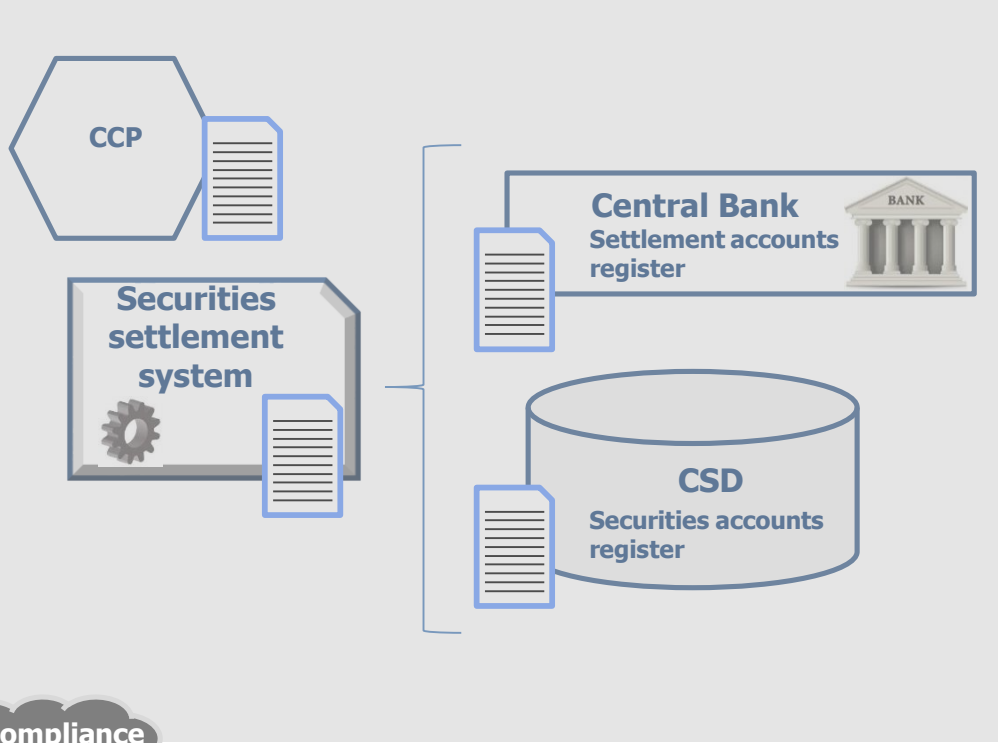 CCP
Securities
settlement
system
Central Bank
Settlement accounts
register
BANK
CSD
Securities accounts
register
ompliance